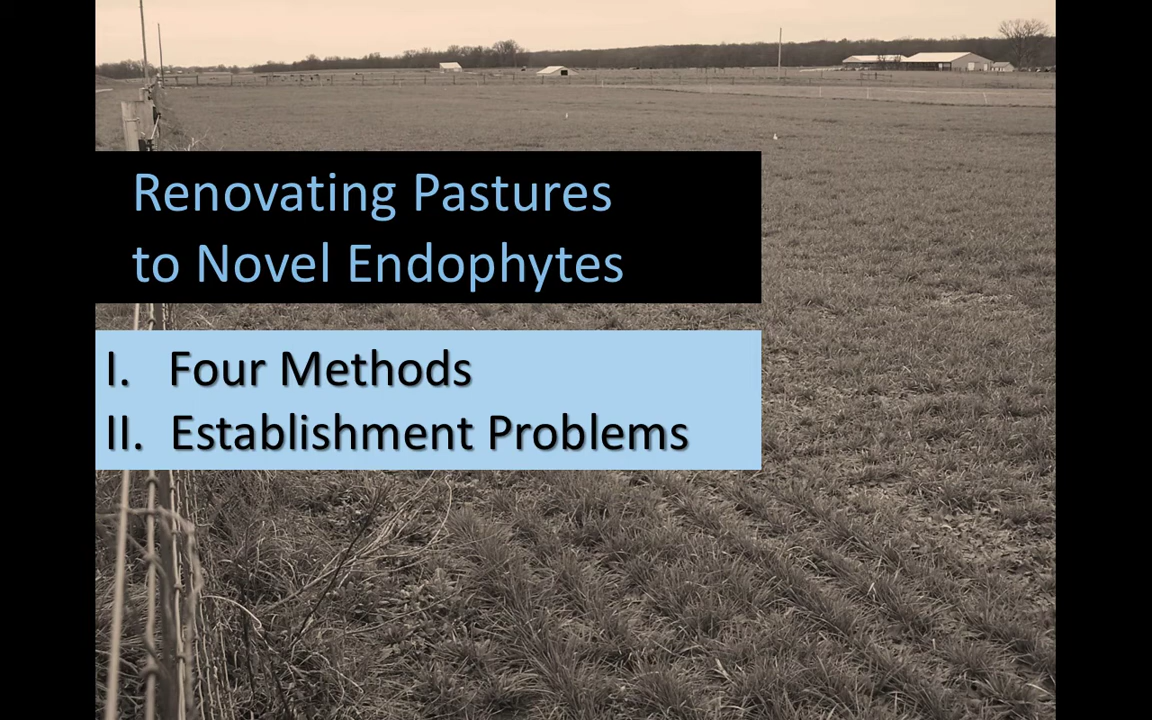 Renovating Pastures
to Novel Endophytes
I. Four Methods
II. Establishment Problems